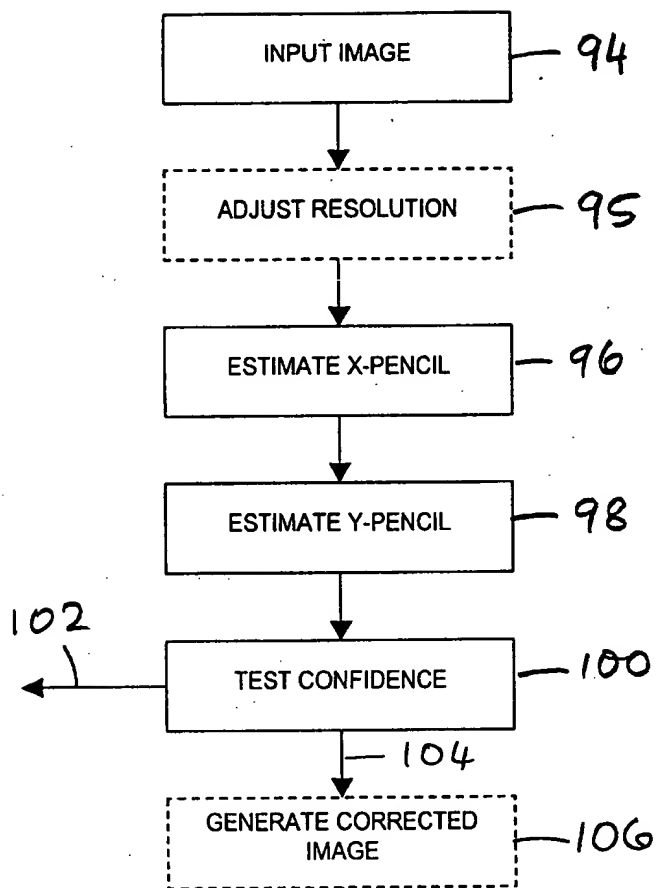 INPUT IMAGE 94
ADJUST RESOLUTION 95
ESTIMATE X-PENCIL 96
ESTIMATE Y-PENCIL 98
102
TEST CONFIDENCE 100
104
GENERATE CORRECTED
IMAGE 106